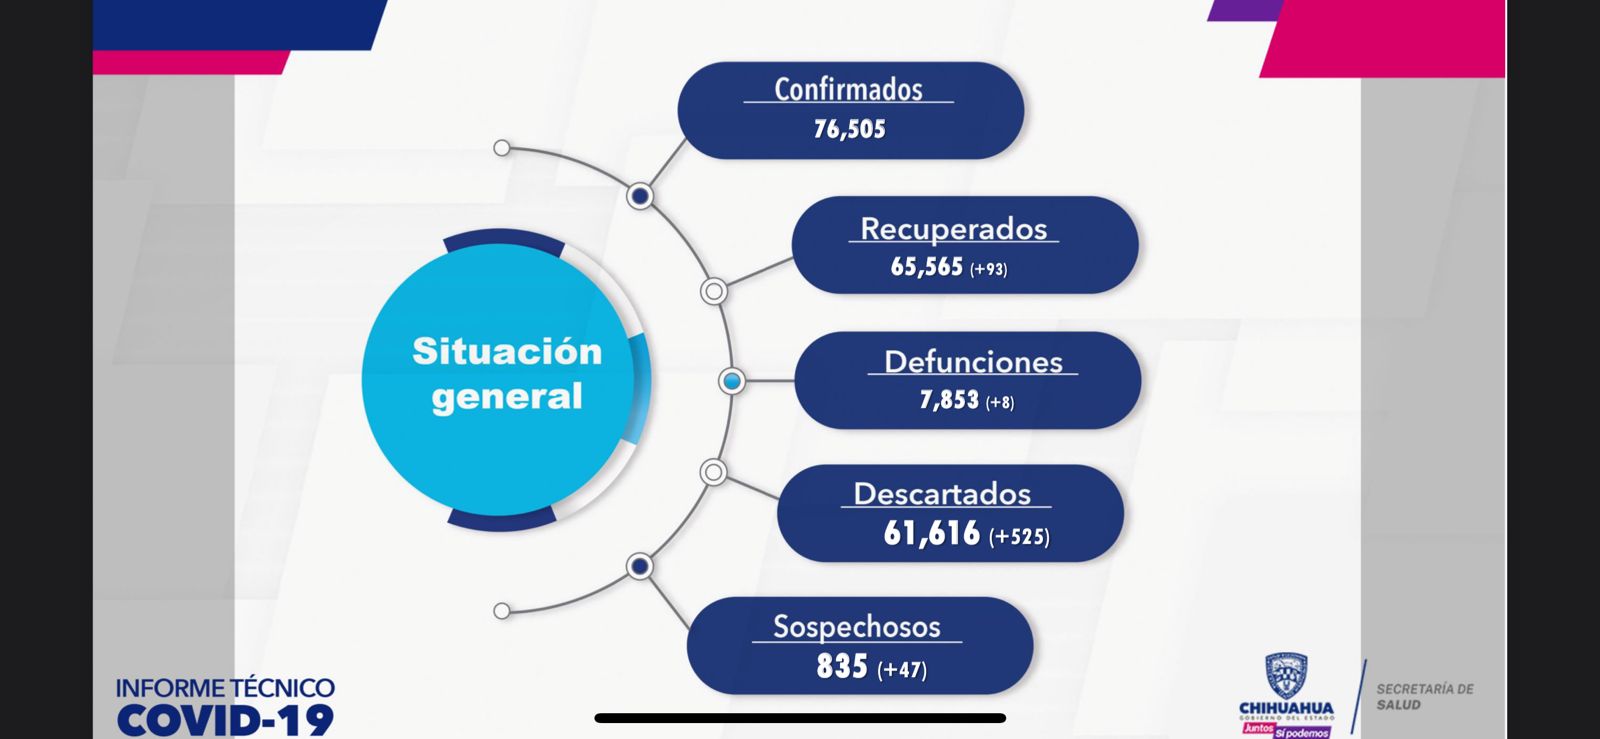 Confirmados
76,505
Recuperados
65,565 (+93)
Situación
general
Defunciones
7,853 (+8)
Descartados
61,616 (+525)
Sospechosos
835 (+47)
INFORME TÉCNICO
COVID-19
CHIHUAHUA
GOBIERNO DEL ESTADO
Juntos Sí podemos
SECRETARÍA DE
SALUD